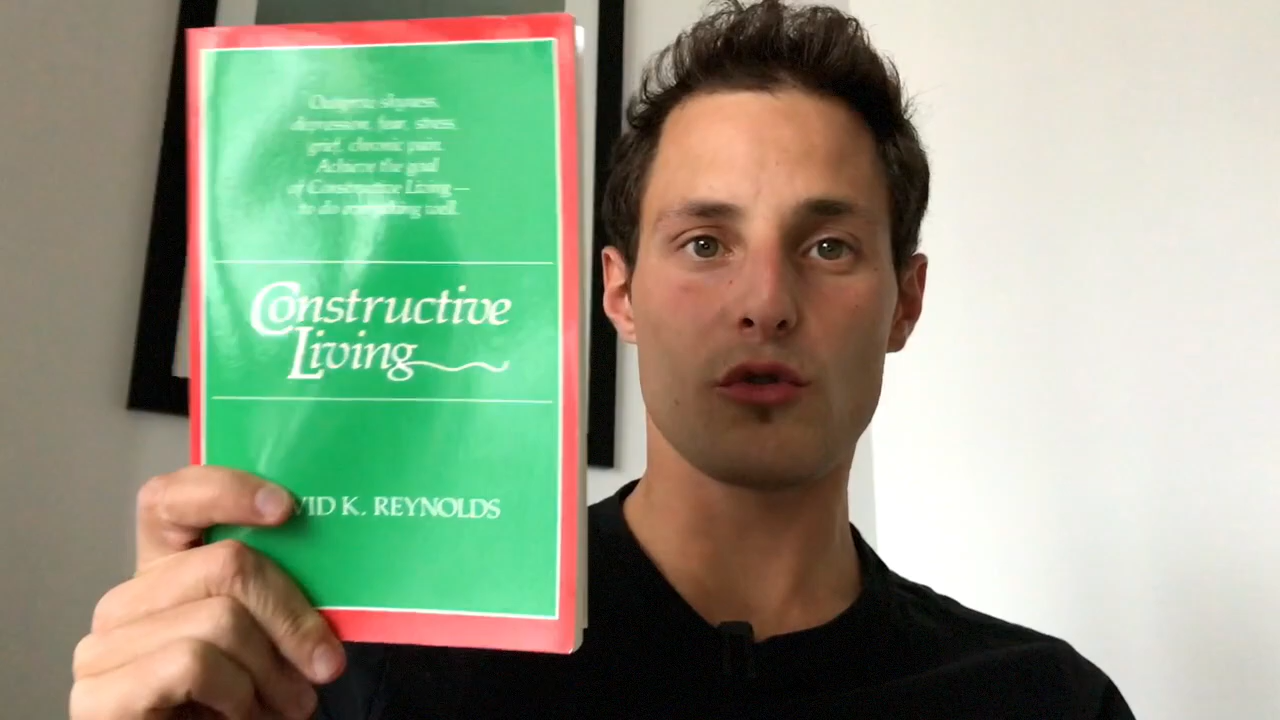 Outgrow shyness,
depression, fear, stress,
grief, chronic pain.
Achieve the goal
of Constructive Living —
to do everything well.
Constructive
Living
VID K. REYNOLDS